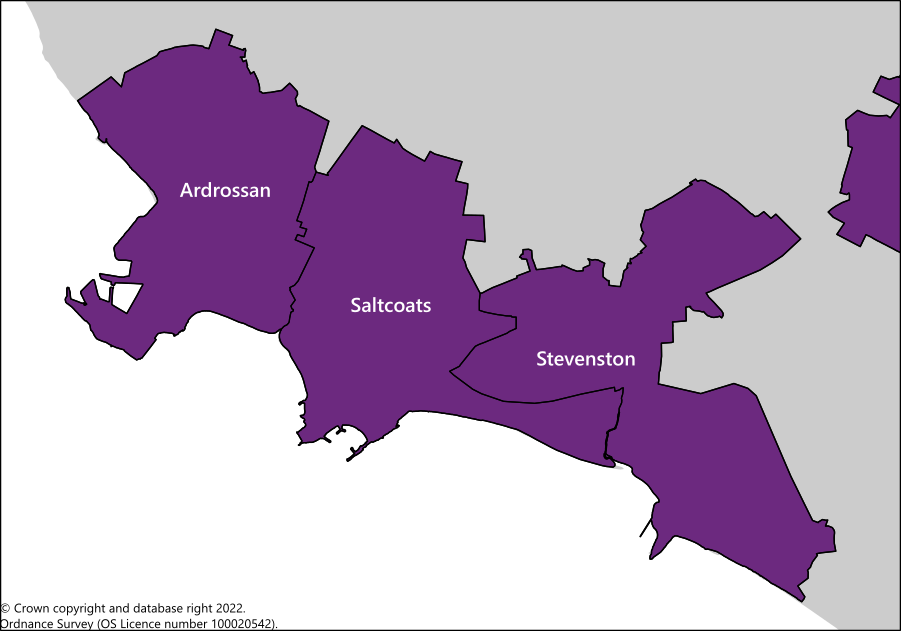 Ardrossan
Saltcoats
Stevenston
© Crown copyright and database right 2022.
Ordnance Survey (OS Licence number 100020542).